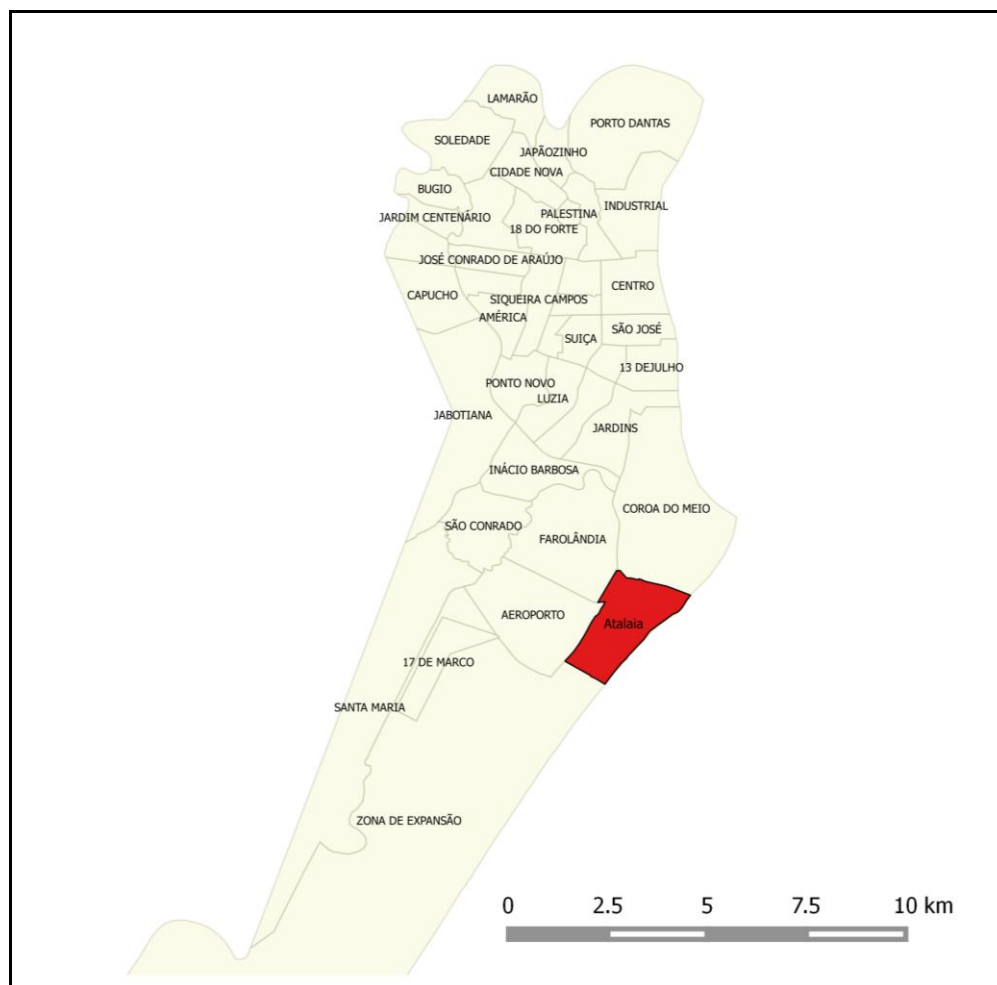 LAMARÃO
PORTO DANTAS
SOLEDADE
JAPÃOZINHO
CIDADE NOVA
BUGIO
INDUSTRIAL
PALESTINA
JARDIM CENTENÁRIO
18 DO FORTE
JOSÉ CONRADO DE ARAÚJO
CENTRO
CAPUCHO
SIQUEIRA CAMPOS
AMÉRICA
SÃO JOSÉ
SUIÇA
13 DEJULHO
PONTO NOVO
LUZIA
JABOTIANA
JARDINS
INÁCIO BARBOSA
COROA DO MEIO
SÃO CONRADO
FAROLÂNDIA
AEROPORTO
Atalaia
17 DE MARCO
SANTA MARIA
ZONA DE EXPANSÃO
0 2.5 5 7.5 10 km